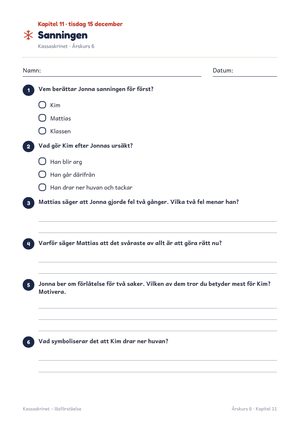 Kapitel 11 · tisdag 15 december
Sanningen
Kassaskrinet · Årskurs 6
Namn:
Datum:
1 Vem berättar Jonna sanningen för först?
Kim
Mattias
Klassen
2 Vad gör Kim efter Jonnas ursäkt?
Han blir arg
Han går därifrån
Han drar ner huvan och tackar
3 Mattias säger att Jonna gjorde fel två gånger. Vilka två fel menar han?
4 Varför säger Mattias att det svåraste av allt är att göra rätt nu?
5 Jonna ber om förlåtelse för två saker. Vilken av dem tror du betyder mest för Kim?
Motivera.
6 Vad symboliserar det att Kim drar ner huvan?
Kassaskrinet – läsförståelse
Årskurs 6 · Kapitel 11